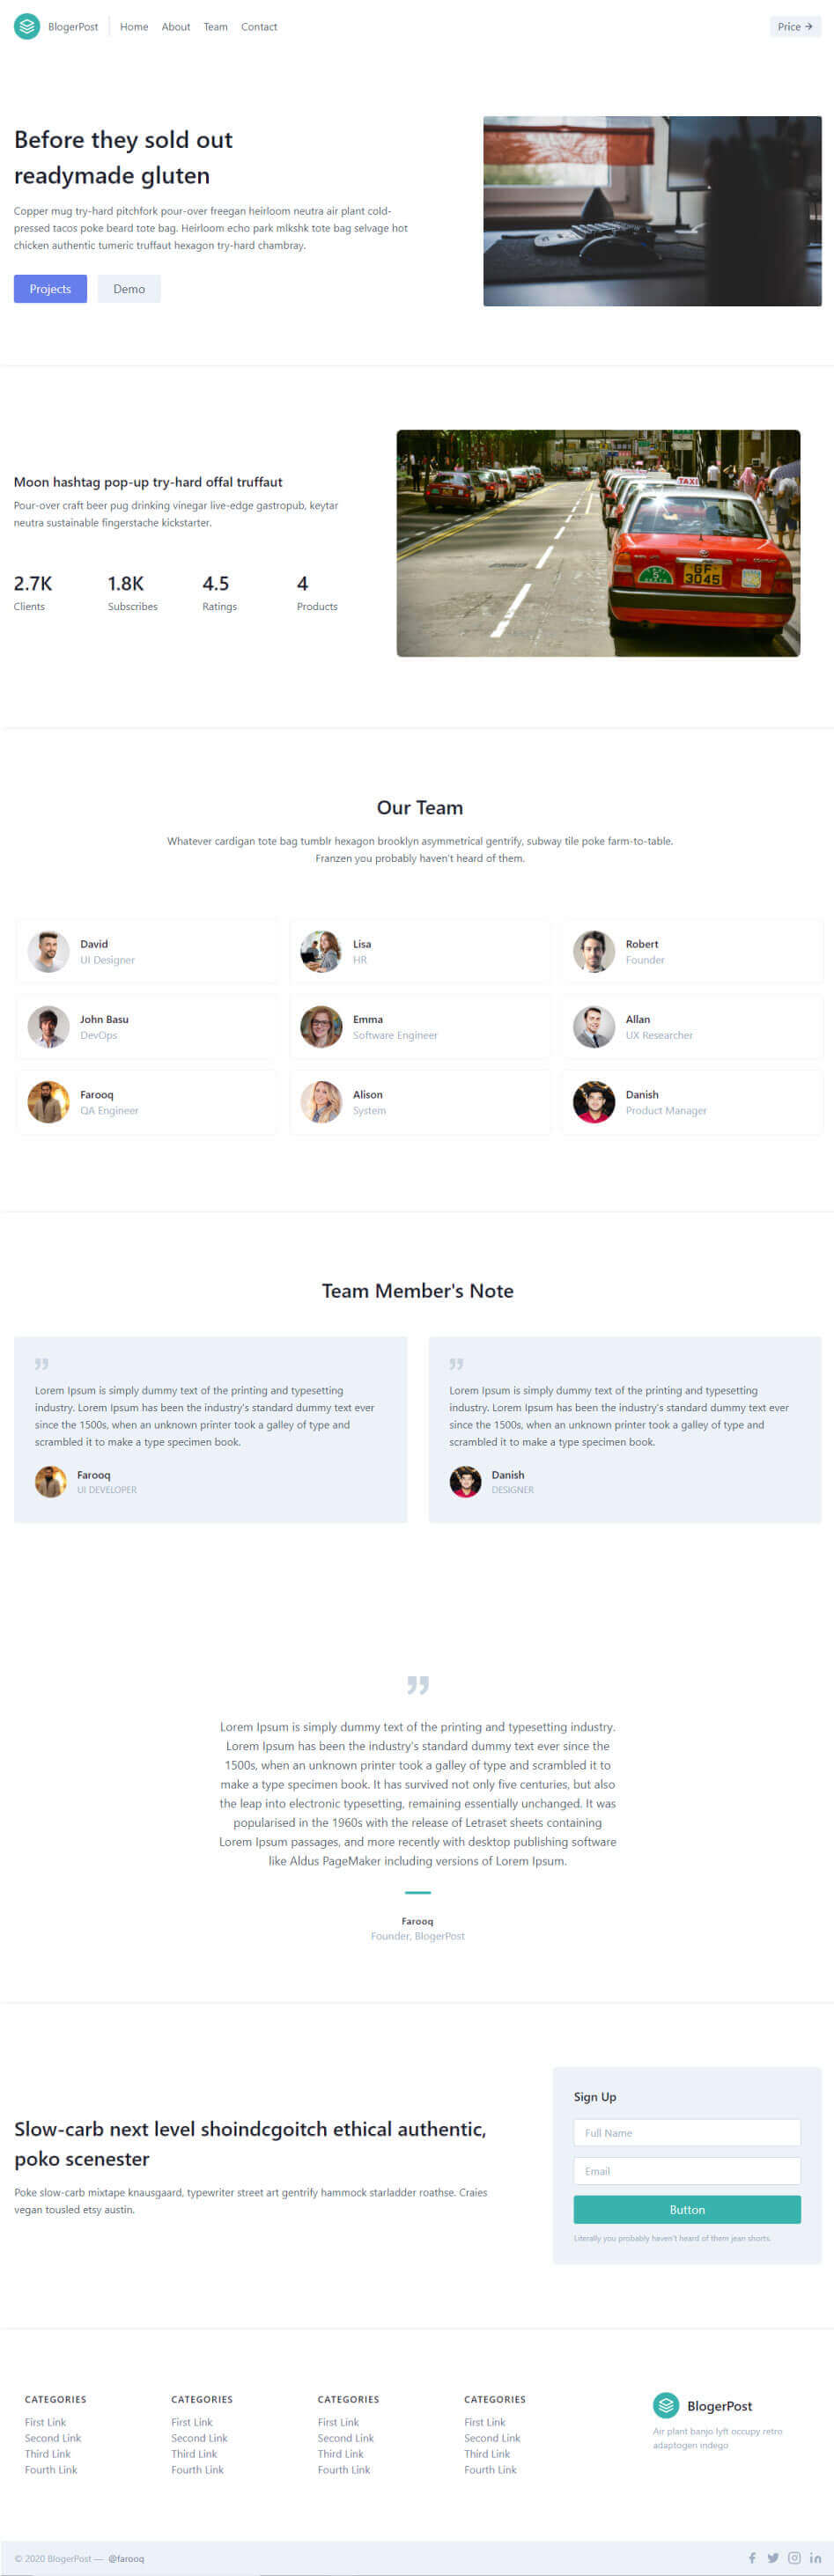 BlogerPost Home About Team Contact Price →
Before they sold out
readymade gluten
Copper mug try-hard pitchfork pour-over freegan heirloom neutra air plant cold-
pressed tacos poke beard tote bag. Heirloom echo park mlkshk tote bag selvage hot
chicken authentic tumeric truffaut hexagon try-hard chambray.
Projects Demo
Moon hashtag pop-up try-hard offal truffaut
Pour-over craft beer pug drinking vinegar live-edge gastropub, keytar
neutra sustainable fingerstache kickstarter.
2.7K 1.8K 4.5 4
Clients Subscribes Ratings Products
TAXI
GF
3045
Our Team
Whatever cardigan tote bag tumblr hexagon brooklyn asymmetrical gentrify, subway tile poke farm-to-table.
Franzen you probably haven't heard of them.
David
UI Designer
Lisa
HR
Robert
Founder
John Basu
DevOps
Emma
Software Engineer
Allan
UX Researcher
Farooq
QA Engineer
Alison
System
Danish
Product Manager
Team Member's Note
Lorem Ipsum is simply dummy text of the printing and typesetting
industry. Lorem Ipsum has been the industry's standard dummy text ever
since the 1500s, when an unknown printer took a galley of type and
scrambled it to make a type specimen book.
Farooq
UI DEVELOPER
Lorem Ipsum is simply dummy text of the printing and typesetting
industry. Lorem Ipsum has been the industry's standard dummy text ever
since the 1500s, when an unknown printer took a galley of type and
scrambled it to make a type specimen book.
Danish
DESIGNER
Lorem Ipsum is simply dummy text of the printing and typesetting industry.
Lorem Ipsum has been the industry's standard dummy text ever since the
1500s, when an unknown printer took a galley of type and scrambled it to
make a type specimen book. It has survived not only five centuries, but also
the leap into electronic typesetting, remaining essentially unchanged. It was
popularised in the 1960s with the release of Letraset sheets containing
Lorem Ipsum passages, and more recently with desktop publishing software
like Aldus PageMaker including versions of Lorem Ipsum.
Farooq
Founder, BlogerPost
Slow-carb next level shoindcgoitch ethical authentic,
poko scenester
Poke slow-carb mixtape knausgaard, typewriter street art gentrify hammock starladder roathse. Craies
vegan tousled etsy austin.
Sign Up
Full Name
Email
Button
Literally you probably haven't heard of them jean shorts.
CATEGORIES
First Link
Second Link
Third Link
Fourth Link
CATEGORIES
First Link
Second Link
Third Link
Fourth Link
CATEGORIES
First Link
Second Link
Third Link
Fourth Link
CATEGORIES
First Link
Second Link
Third Link
Fourth Link
BlogerPost
Air plant banjo lyft occupy retro
adaptogen indego
© 2020 BlogerPost — @farooq